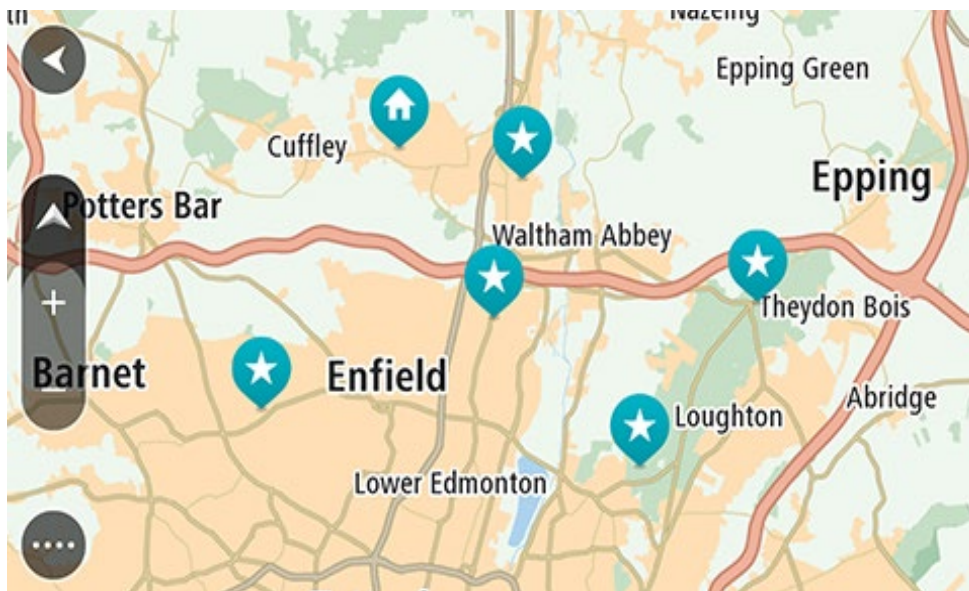 Nazeing
Epping Green
Cuffley
Epping
Potters Bar
Waltham Abbey
Theydon Bois
Barnet
Enfield
Abridge
Loughton
Lower Edmonton